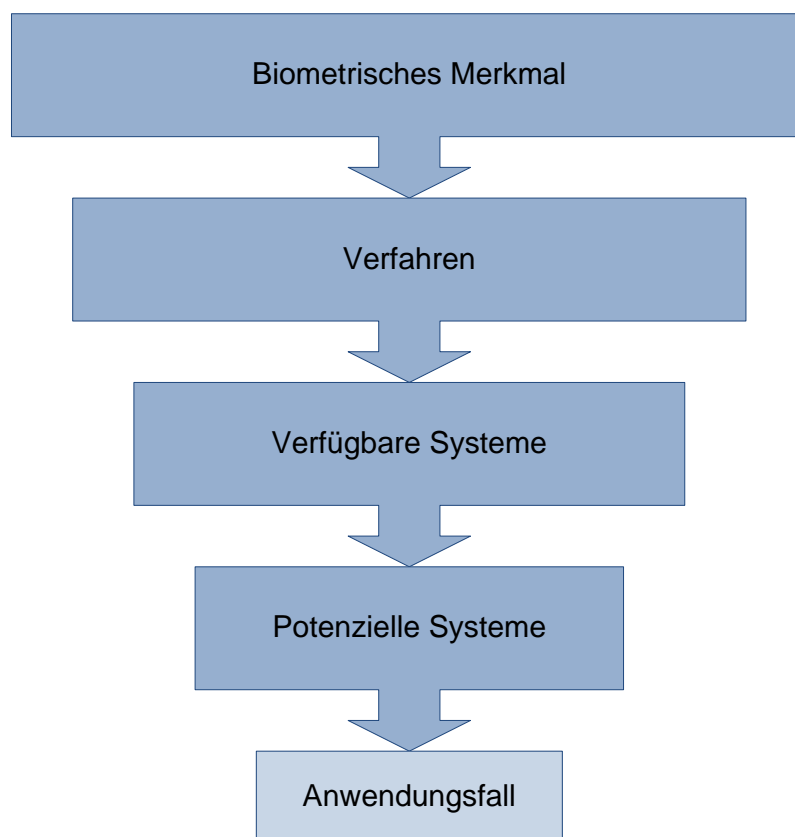 Biometrisches Merkmal
Verfahren
Verfügbare Systeme
Potenzielle Systeme
Anwendungsfall